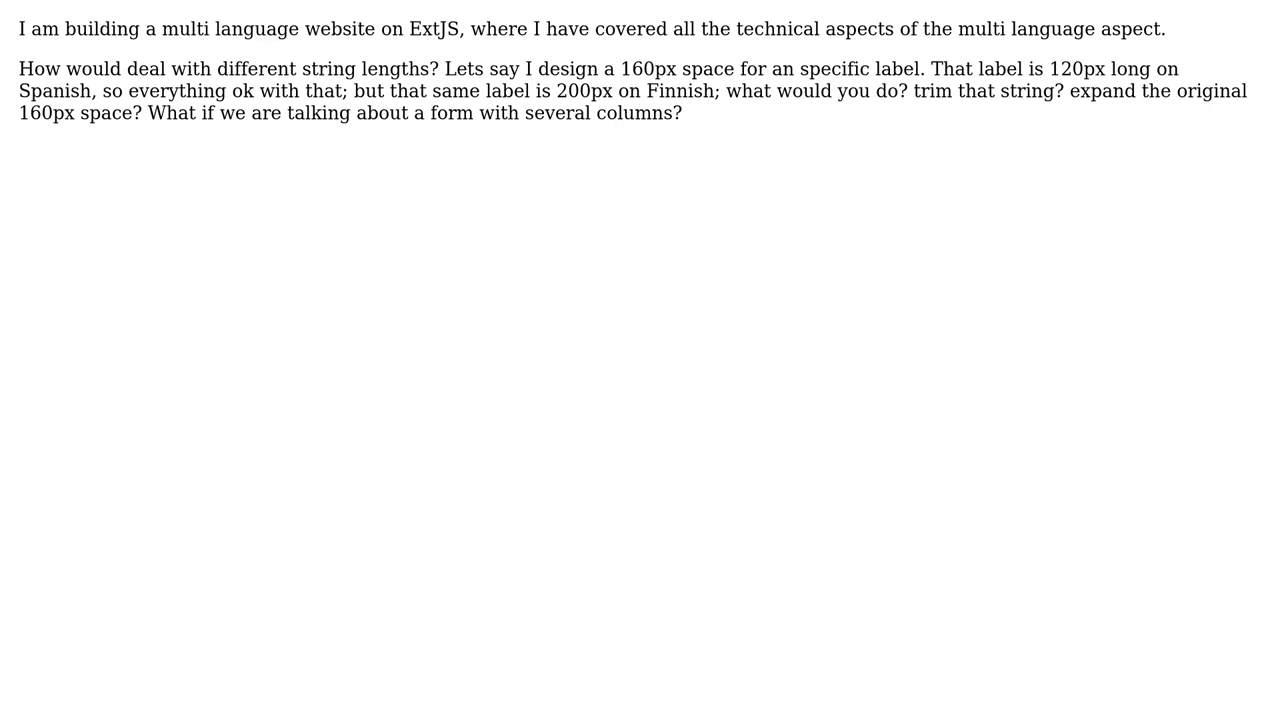 I am building a multi language website on ExtJS, where I have covered all the technical aspects of the multi language aspect.
How would deal with different string lengths? Lets say I design a 160px space for an specific label. That label is 120px long on
Spanish, so everything ok with that; but that same label is 200px on Finnish; what would you do? trim that string? expand the original
160px space? What if we are talking about a form with several columns?